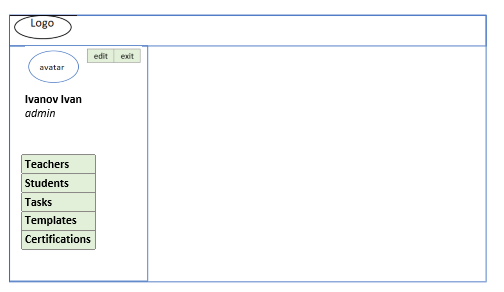 Logo
edit exit
avatar
Ivanov Ivan
admin
Teachers
Students
Tasks
Templates
Certifications